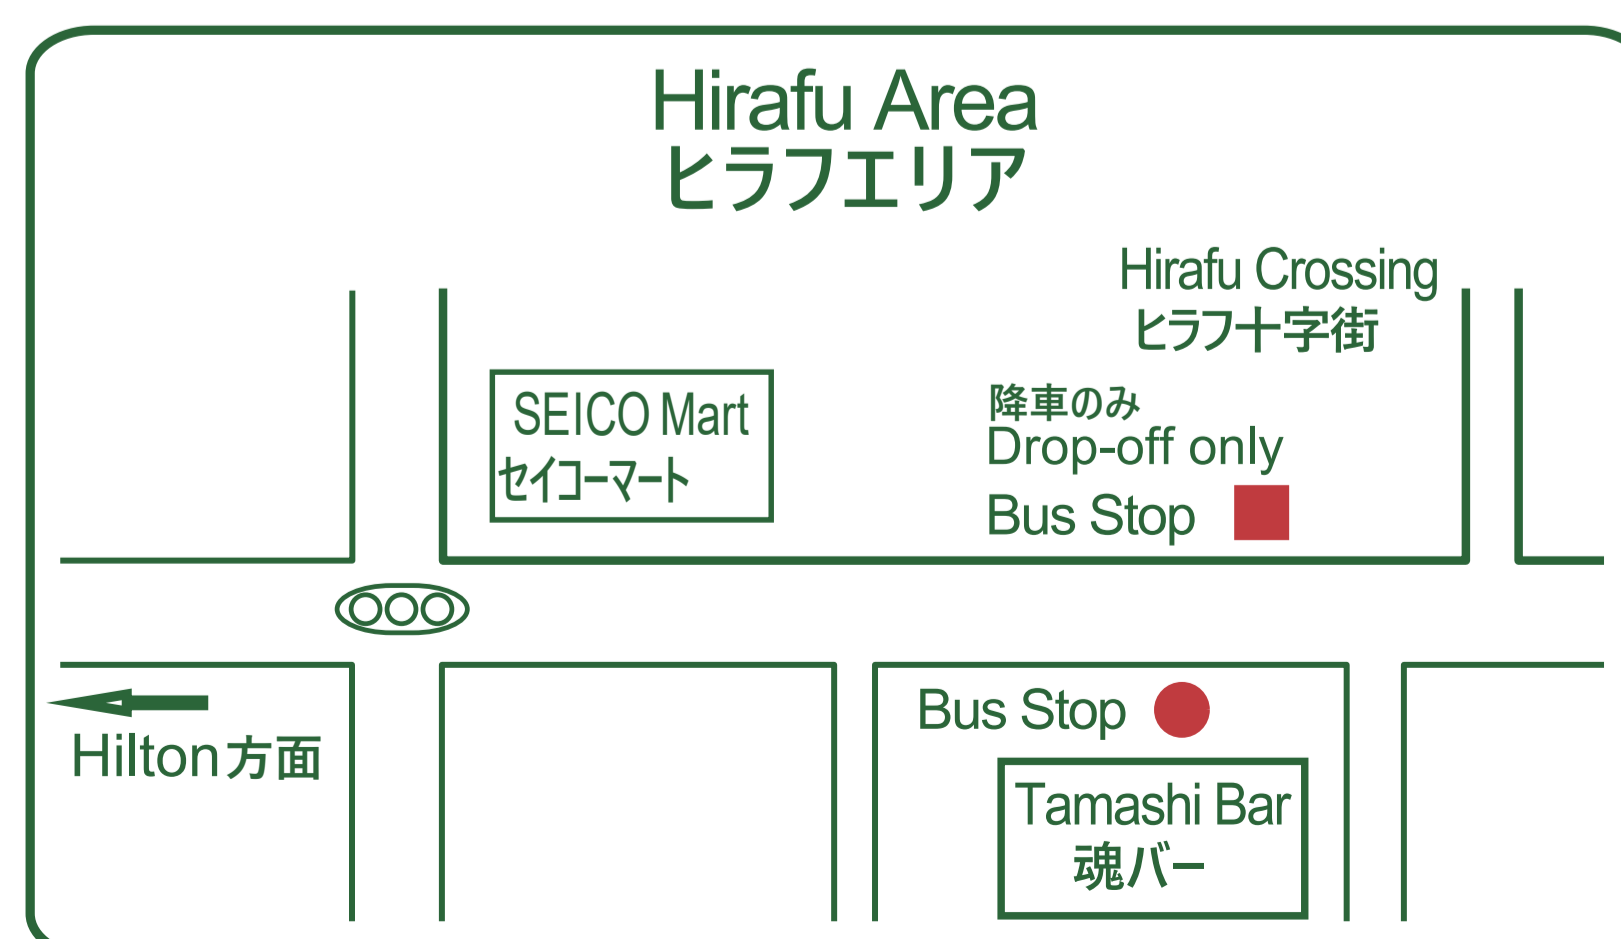 Hirafu Area
ヒラフエリア
Hirafu Crossing
ヒラフ十字街
SEICO Mart
セイコーマート
降車のみ
Drop-off only
Bus Stop
Hilton方面
Bus Stop
Tamashi Bar
魂バー